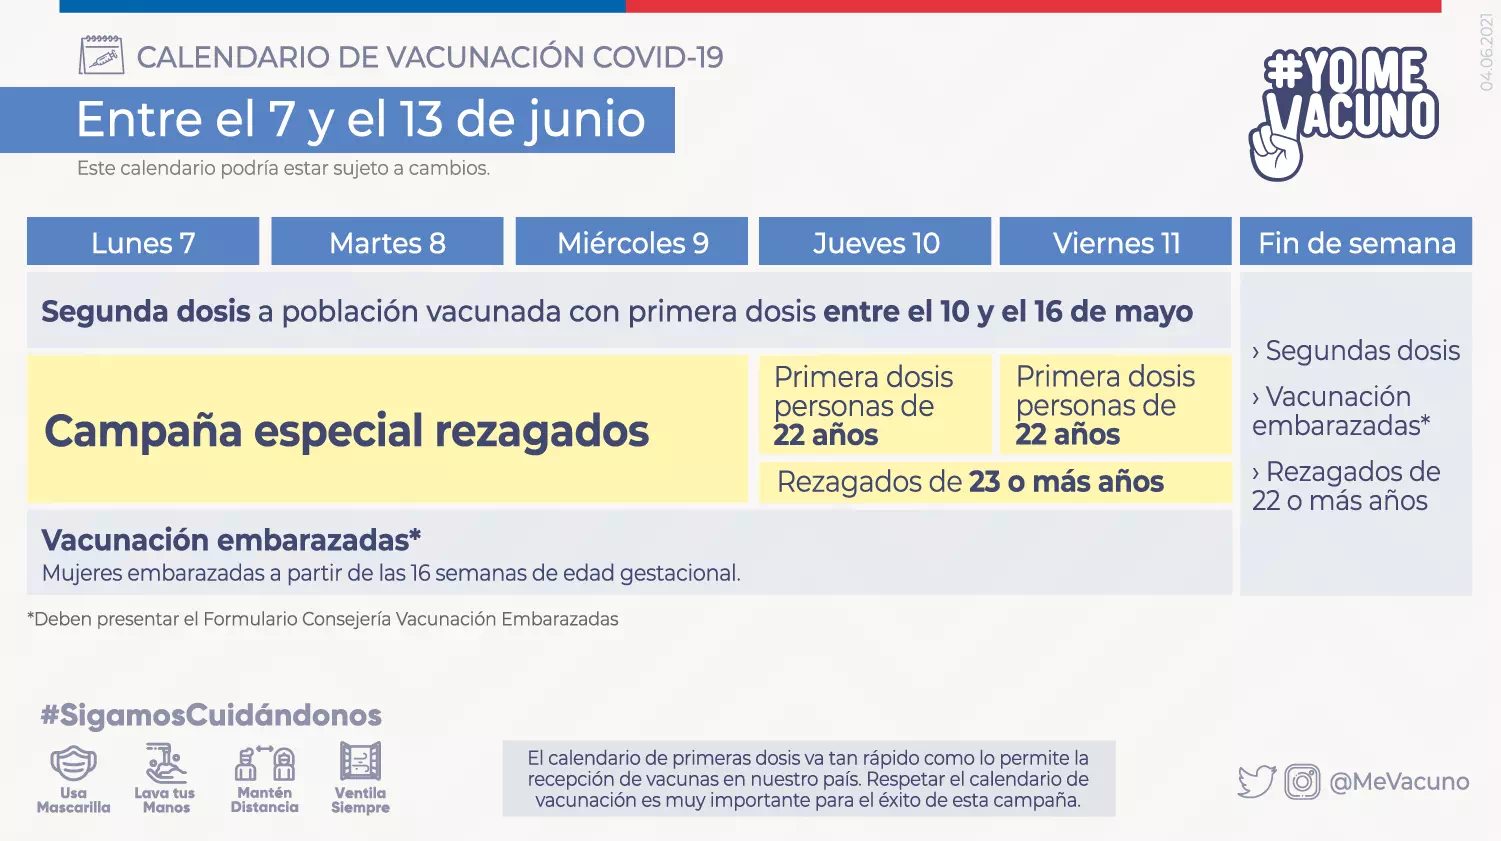 04.06.2021
CALENDARIO DE VACUNACIÓN COVID-19
Entre el 7 y el 13 de junio
Este calendario podría estar sujeto a cambios.
#YO ME
VACUNO
Lunes 7
Martes 8
Miércoles 9
Jueves 10
Viernes 11
Fin de semana
Segunda dosis a población vacunada con primera dosis entre el 10 y el 16 de mayo
Campaña especial rezagados
Primera dosis
personas de
22 años
Primera dosis
personas de
22 años
Rezagados de 23 o más años
› Segundas dosis
› Vacunación
embarazadas*
› Rezagados de
22 o más años
Vacunación embarazadas*
Mujeres embarazadas a partir de las 16 semanas de edad gestacional.
*Deben presentar el Formulario Consejería Vacunación Embarazadas
#SigamosCuidándonos
Usa
Mascarilla
Lava tus
Manos
Mantén
Distancia
Ventila
Siempre
El calendario de primeras dosis va tan rápido como lo permite la
recepción de vacunas en nuestro país. Respetar el calendario de
vacunación es muy importante para el éxito de esta campaña.
@MeVacuno